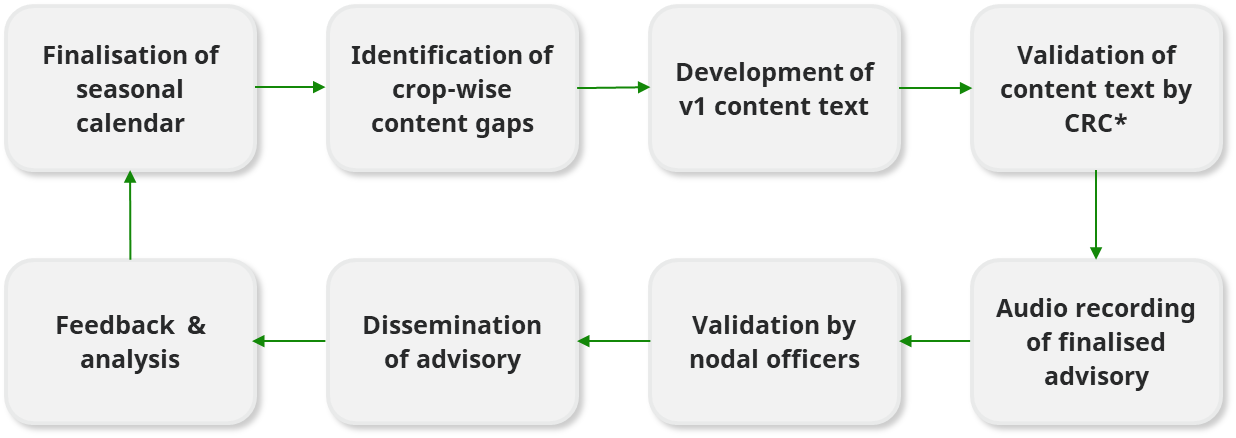 Finalisation of
seasonal
calendar
Identification of
crop-wise
content gaps
Development of
v1 content text
Validation of
content text by
CRC*
Audio recording
of finalised
advisory
Validation by
nodal officers
Dissemination
of advisory
Feedback &
analysis